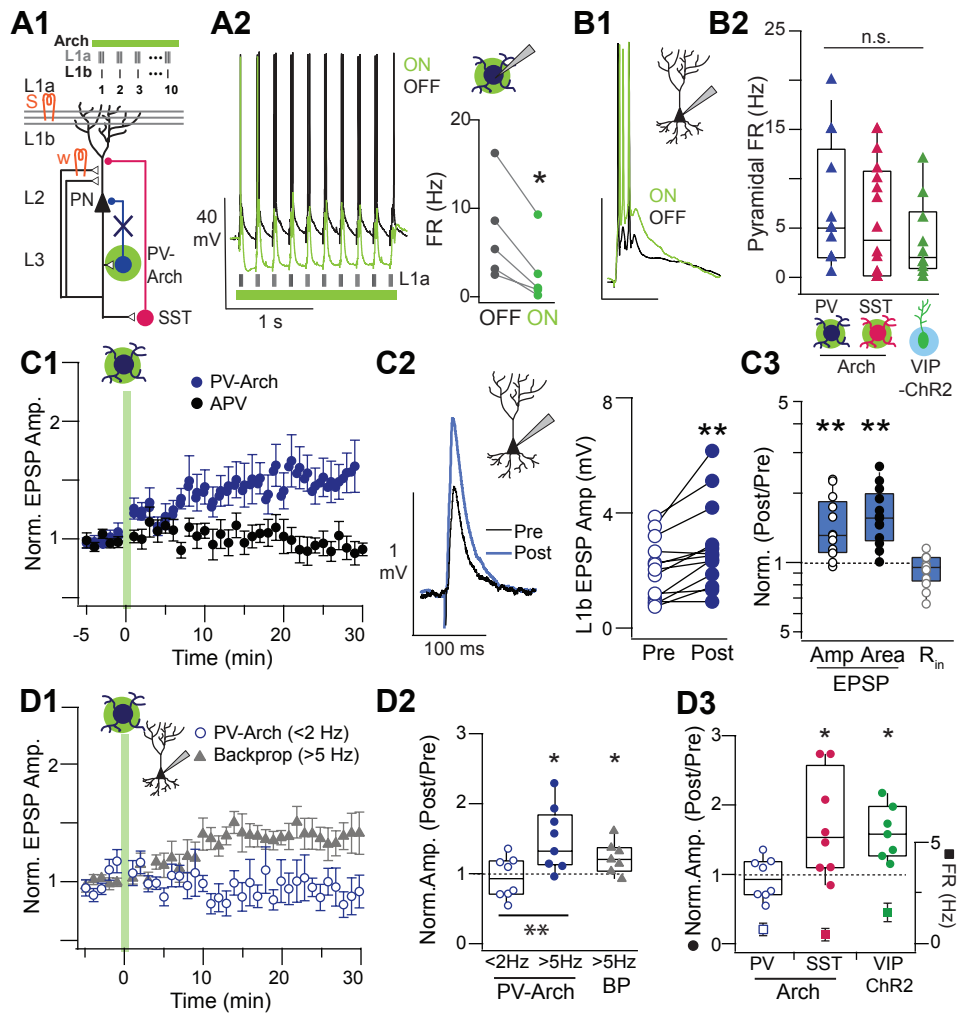 A1
Arch
L1a
L1b
1 2 3 10
L1a
S
L1b
W
L2
PN
L3
PV-
Arch
SST
A2
ON
OFF
40
mV
L1a
1 s
FR (Hz)
20
10
0
*
OFF ON
B1
ON
OFF
B2
n.s.
Pyramidal FR (Hz)
25
15
5
0
PV SST
Arch
VIP
-ChR2
C1
PV-Arch
APV
Norm. EPSP Amp.
2
1
-5 0 10 20 30
Time (min)
C2
Pre
Post
1
mV
100 ms
L1b EPSP Amp (mV)
8
4
0
**
Pre Post
C3
Norm. (Post/Pre)
5
2
1
5
** **
Amp Area Rin
EPSP
D1
PV-Arch (<2 Hz)
Backprop (>5 Hz)
Norm. EPSP Amp.
2
1
0 10 20 30
Time (min)
D2
Norm.Amp. (Post/Pre)
3
2
1
0
* *
**
<2Hz >5Hz >5Hz
PV-Arch BP
D3
Norm.Amp. (Post/Pre)
3
2
1
0
* *
5
0
FR (Hz)
PV SST VIP
Arch ChR2